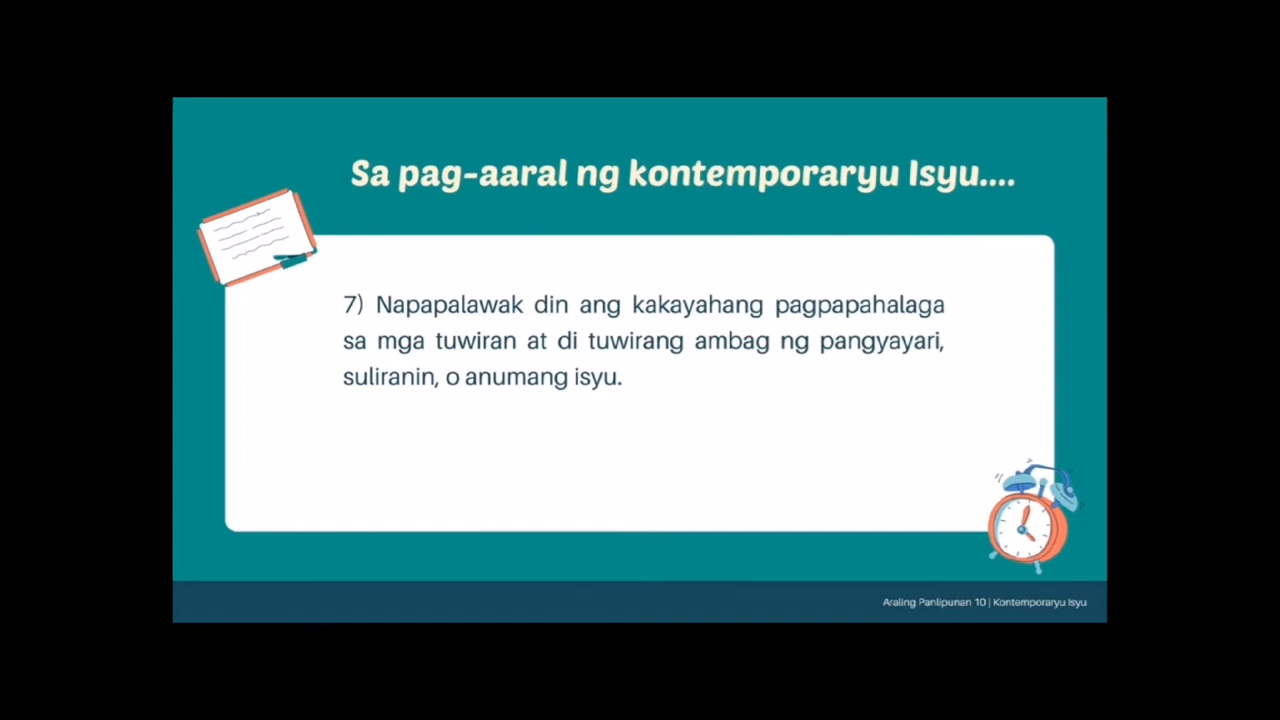 Sa pag-aaral ng kontemporaryu Isyu....
7) Napapalawak din ang kakayahang pagpapahalaga
sa mga tuwiran at di tuwirang ambag ng pangyayari,
suliranin, o anumang isyu.
Araling Panlipunan 10 | Kontemporaryu Isyu